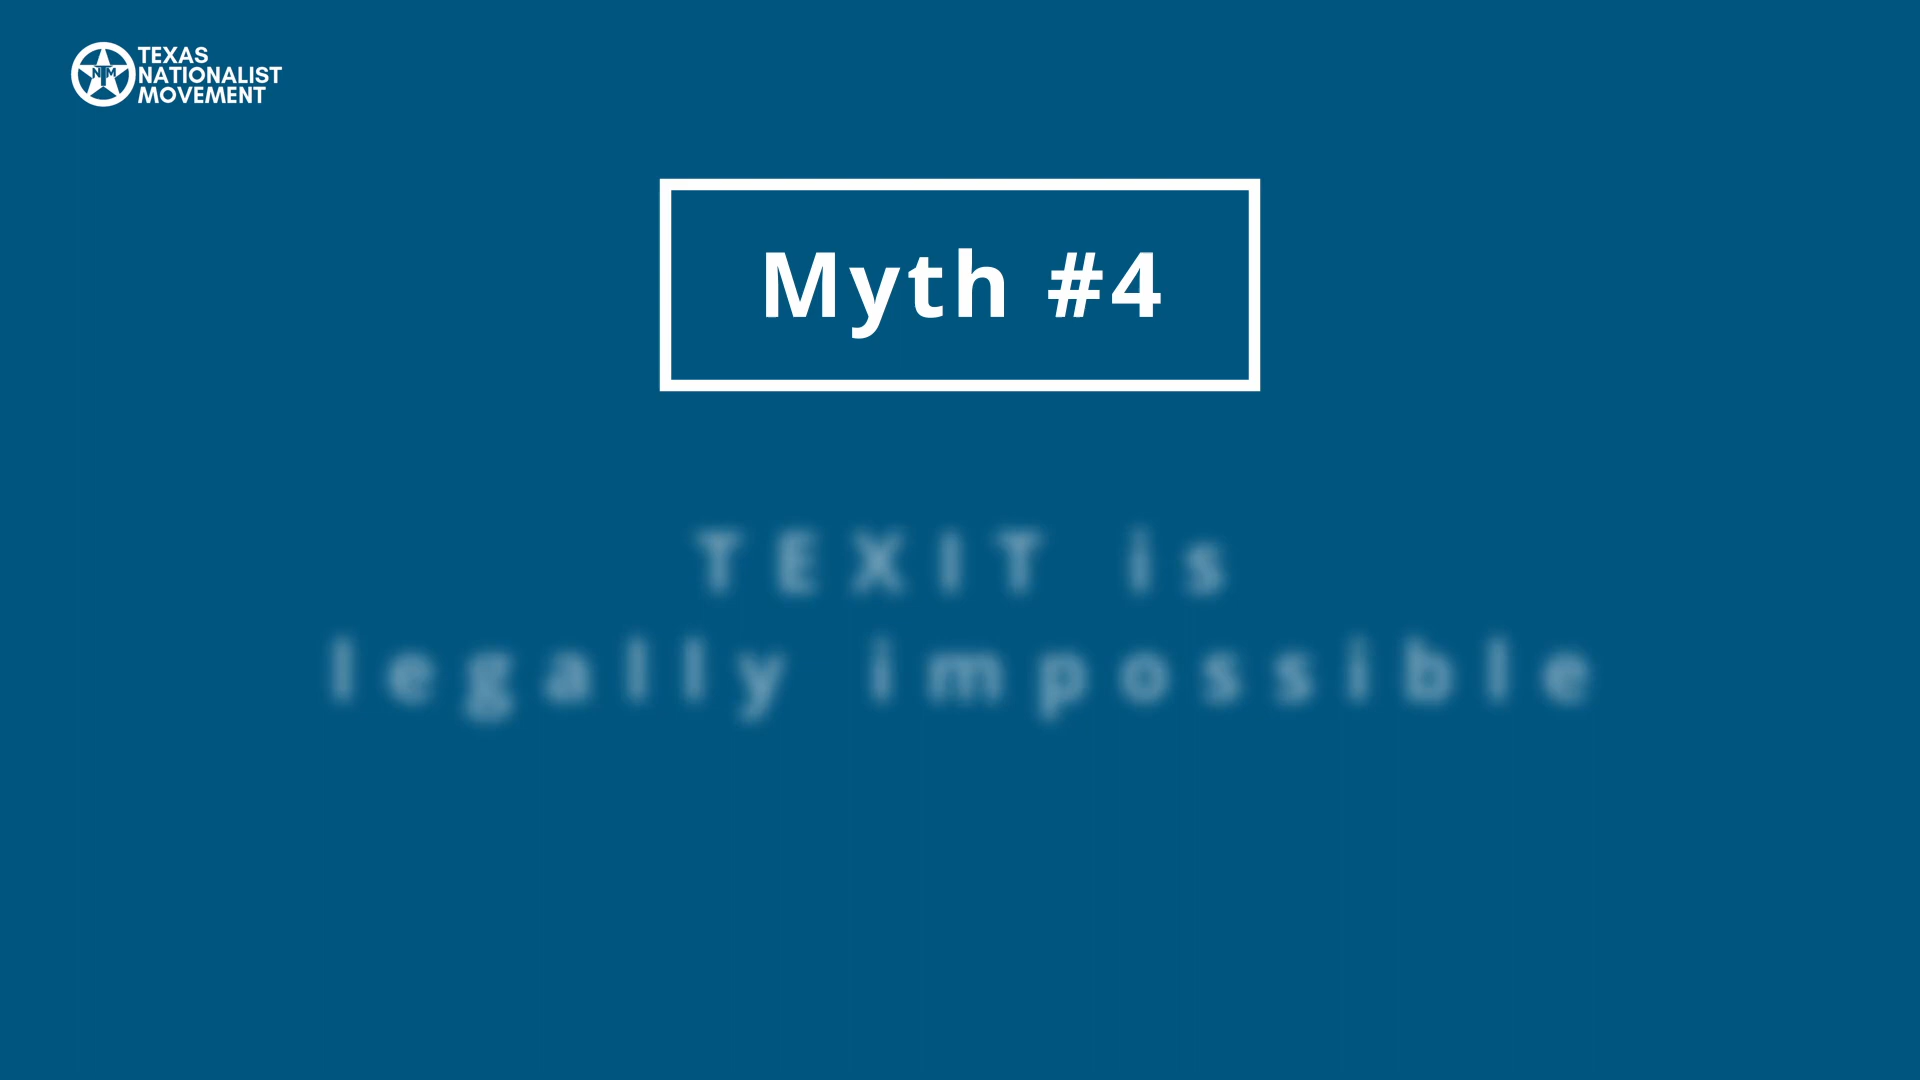 TEXAS
NATIONALIST
MOVEMENT
Myth #4
TEXIT is
legally impossible